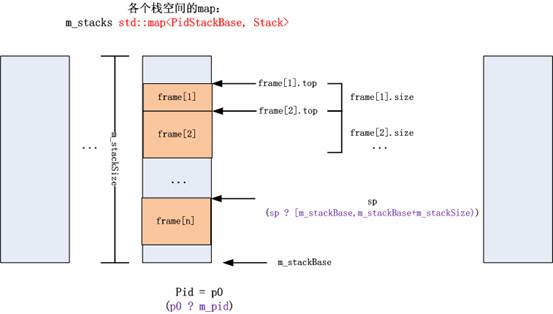 各个栈空间的map:
m_stacks std::map<PidStackBase, Stack>
frame[1].top
frame[1]
frame[1].size
frame[2].top
frame[2]
frame[2].size
...
...
m_stackSize
...
sp
(sp ? [m_stackBase,m_stackBase+m_stackSize))
frame[n]
m_stackBase
Pid = p0
(p0 ? m_pid)